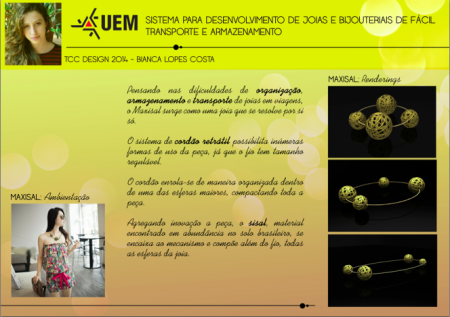 UEM
SISTEMA PARA DESENVOLVIMENTO DE JOIAS E BIJOUTERIAS DE FÁCIL
TRANSPORTE E ARMAZENAMENTO
TCC DESIGN 2014 - BIANCA LOPES COSTA
Pensando nas dificuldades de organização,
armazenamento e transporte de joias em viagens,
o Maxisal surge como uma joia que se resolve por si
só.
O sistema de cordão retrátil possibilita inúmeras
formas de uso da peça, já que o fio tem tamanho
regulável.
O cordão enrola-se de maneira organizada dentro
de uma das esferas maiores, compactando toda a
peça.
Agregando inovação a peça, o sisal, material
encontrado em abundância no solo brasileiro, se
encaixa ao mecanismo e compõe além do fio, todas
as esferas da joia.
MAXISAL: Ambientação
MAXISAL: Renderings